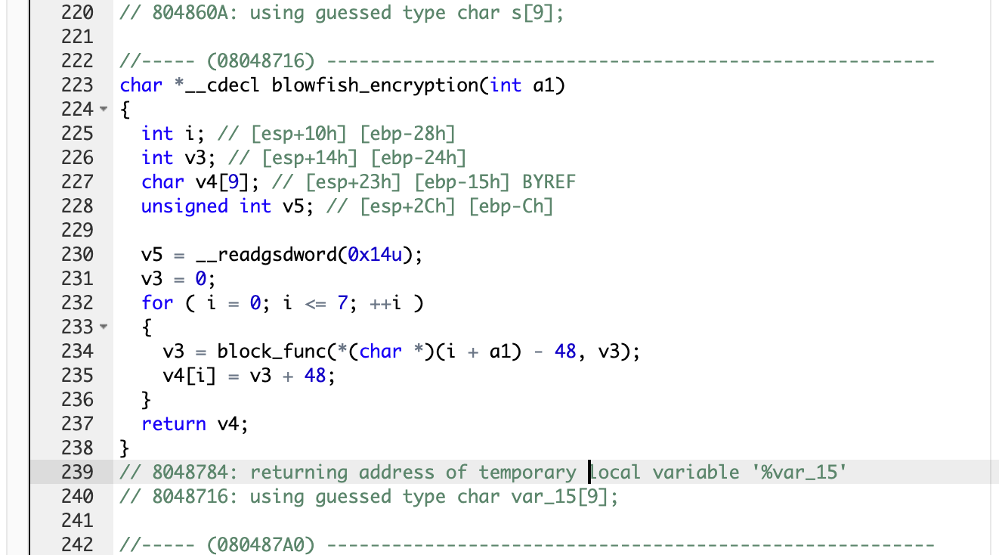 220 // 804860A: using guessed type char s[9];
221
222 //----- (08048716) --------------------------------------------------------
223 char *__cdecl blowfish_encryption(int a1)
224 {
225   int i; // [esp+10h] [ebp-28h]
226   int v3; // [esp+14h] [ebp-24h]
227   char v4[9]; // [esp+23h] [ebp-15h] BYREF
228   unsigned int v5; // [esp+2Ch] [ebp-Ch]
229
230   v5 = __readgsdword(0x14u);
231   v3 = 0;
232   for ( i = 0; i <= 7; ++i )
233   {
234     v3 = block_func(*(char *)(i + a1) - 48, v3);
235     v4[i] = v3 + 48;
236   }
237   return v4;
238 }
239 // 8048784: returning address of temporary local variable '%var_15'
240 // 8048716: using guessed type char var_15[9];
241
242 //----- (080487A0) --------------------------------------------------------